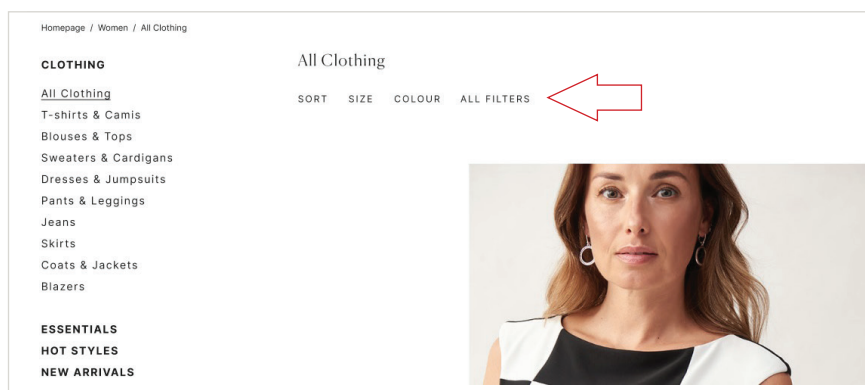 Homepage / Women / All Clothing
CLOTHING
All Clothing
T-shirts & Camis
Blouses & Tops
Sweaters & Cardigans
Dresses & Jumpsuits
Pants & Leggings
Jeans
Skirts
Coats & Jackets
Blazers
ESSENTIALS
HOT STYLES
NEW ARRIVALS
All Clothing
SORT SIZE COLOUR ALL FILTERS